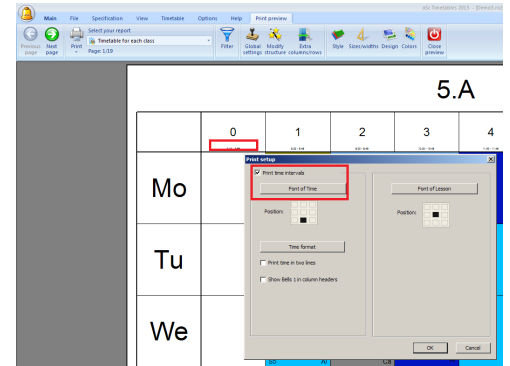 aSc Timetables 2015 - [Demo5.roz
Main File Specification View Timetable Options Help Print preview
Previous page
Next page
Print
Select your report
Timetable for each class
Page: 1/19
Filter
Global settings
Modify structure
Extra columns/rows
Style
Sizes/widths
Design
Colors
Close preview
5.A
0 1 2 3 4
Mo
Tu
We
Print setup
Print time intervals
Font of Time
Font of Lesson
Position:
Position:
Time format
Print time in two lines
Show Bells 1 in column headers
OK
Cancel